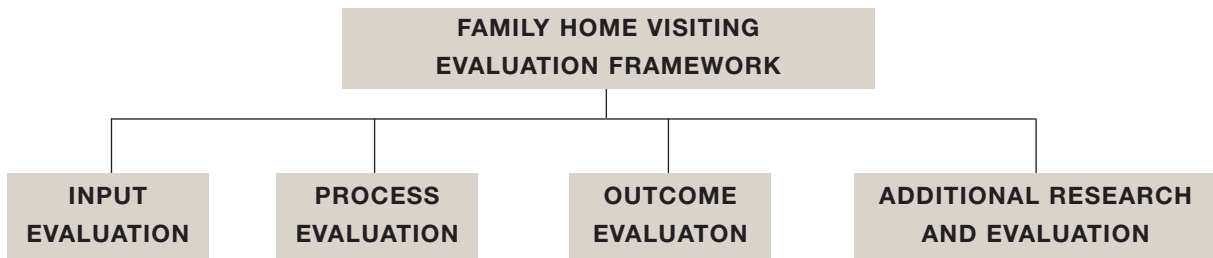 FAMILY HOME VISITING
EVALUATION FRAMEWORK
INPUT
EVALUATION
PROCESS
EVALUATION
OUTCOME
EVALUATON
ADDITIONAL RESEARCH
AND EVALUATION